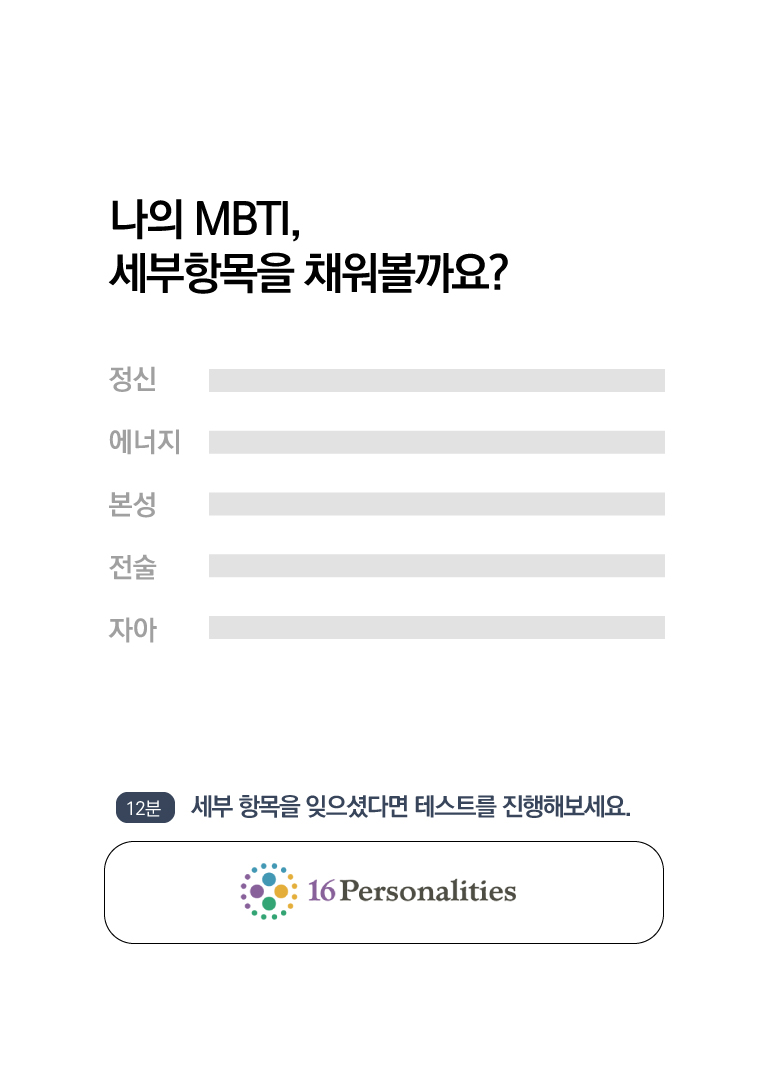 나의 MBTI,
세부항목을 채워볼까요?
정신
에너지
본성
전술
자아
12분 세부 항목을 잊으셨다면 테스트를 진행해보세요.
16 Personalities